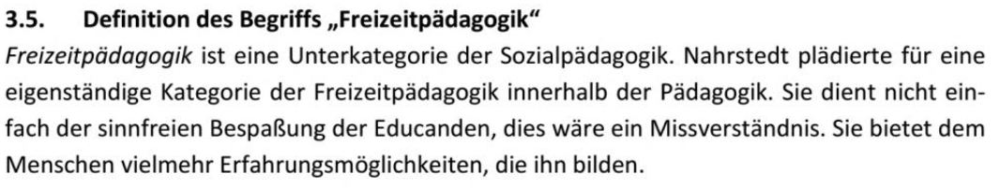 3.5. Definition des Begriffs „Freizeitpädagogik“
Freizeitpädagogik ist eine Unterkategorie der Sozialpädagogik. Nahrstedt plädierte für eine
eigenständige Kategorie der Freizeitpädagogik innerhalb der Pädagogik. Sie dient nicht ein-
fach der sinnfreien Bespaßung der Educanden, dies wäre ein Missverständnis. Sie bietet dem
Menschen vielmehr Erfahrungsmöglichkeiten, die ihn bilden.